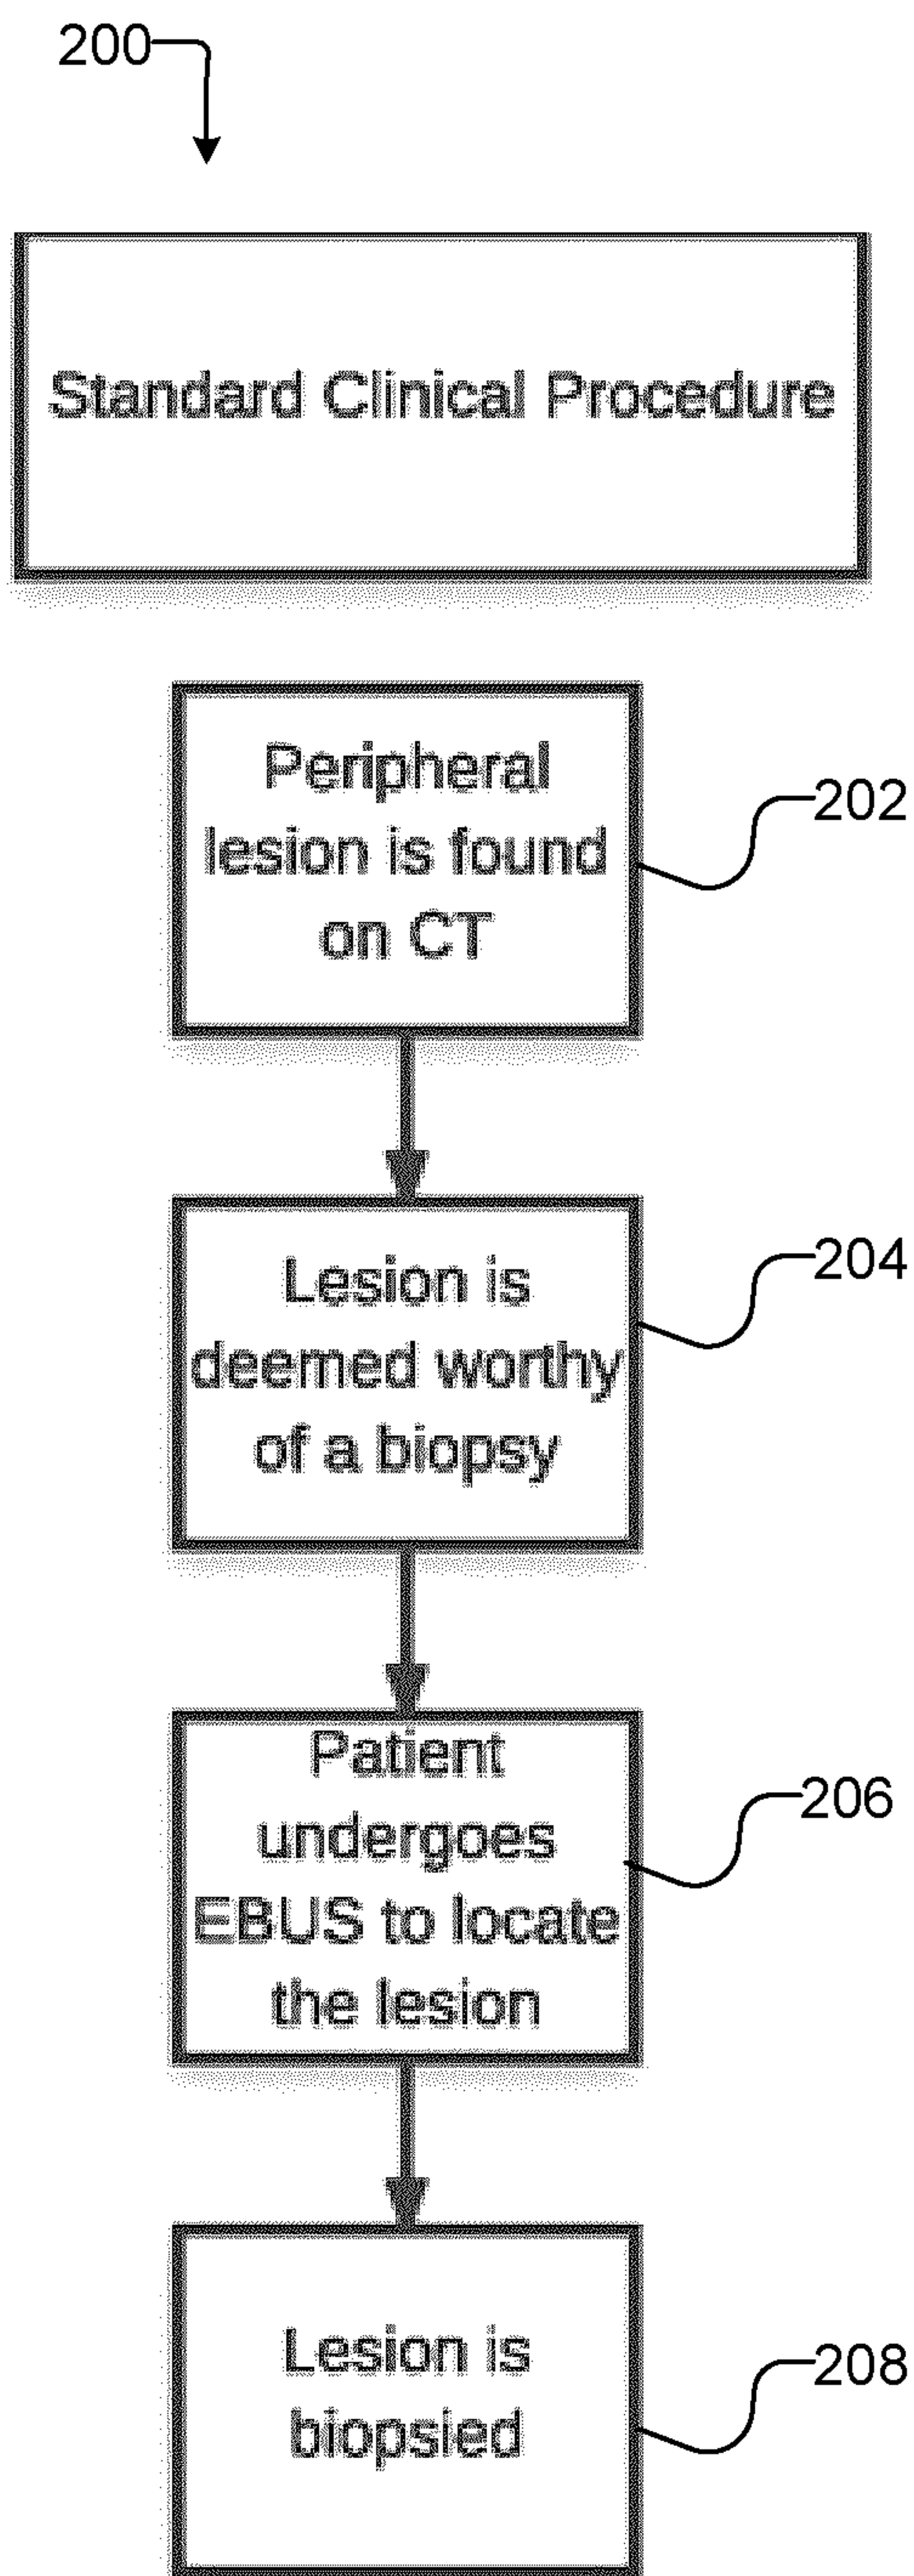 200
Standard Clinical Procedure
Peripheral
lesion is found
on CT
202
Lesion is
deemed worthy
of a biopsy
204
Patient
undergoes
EBUS to locate
the lesion
206
Lesion is
biopsied
208